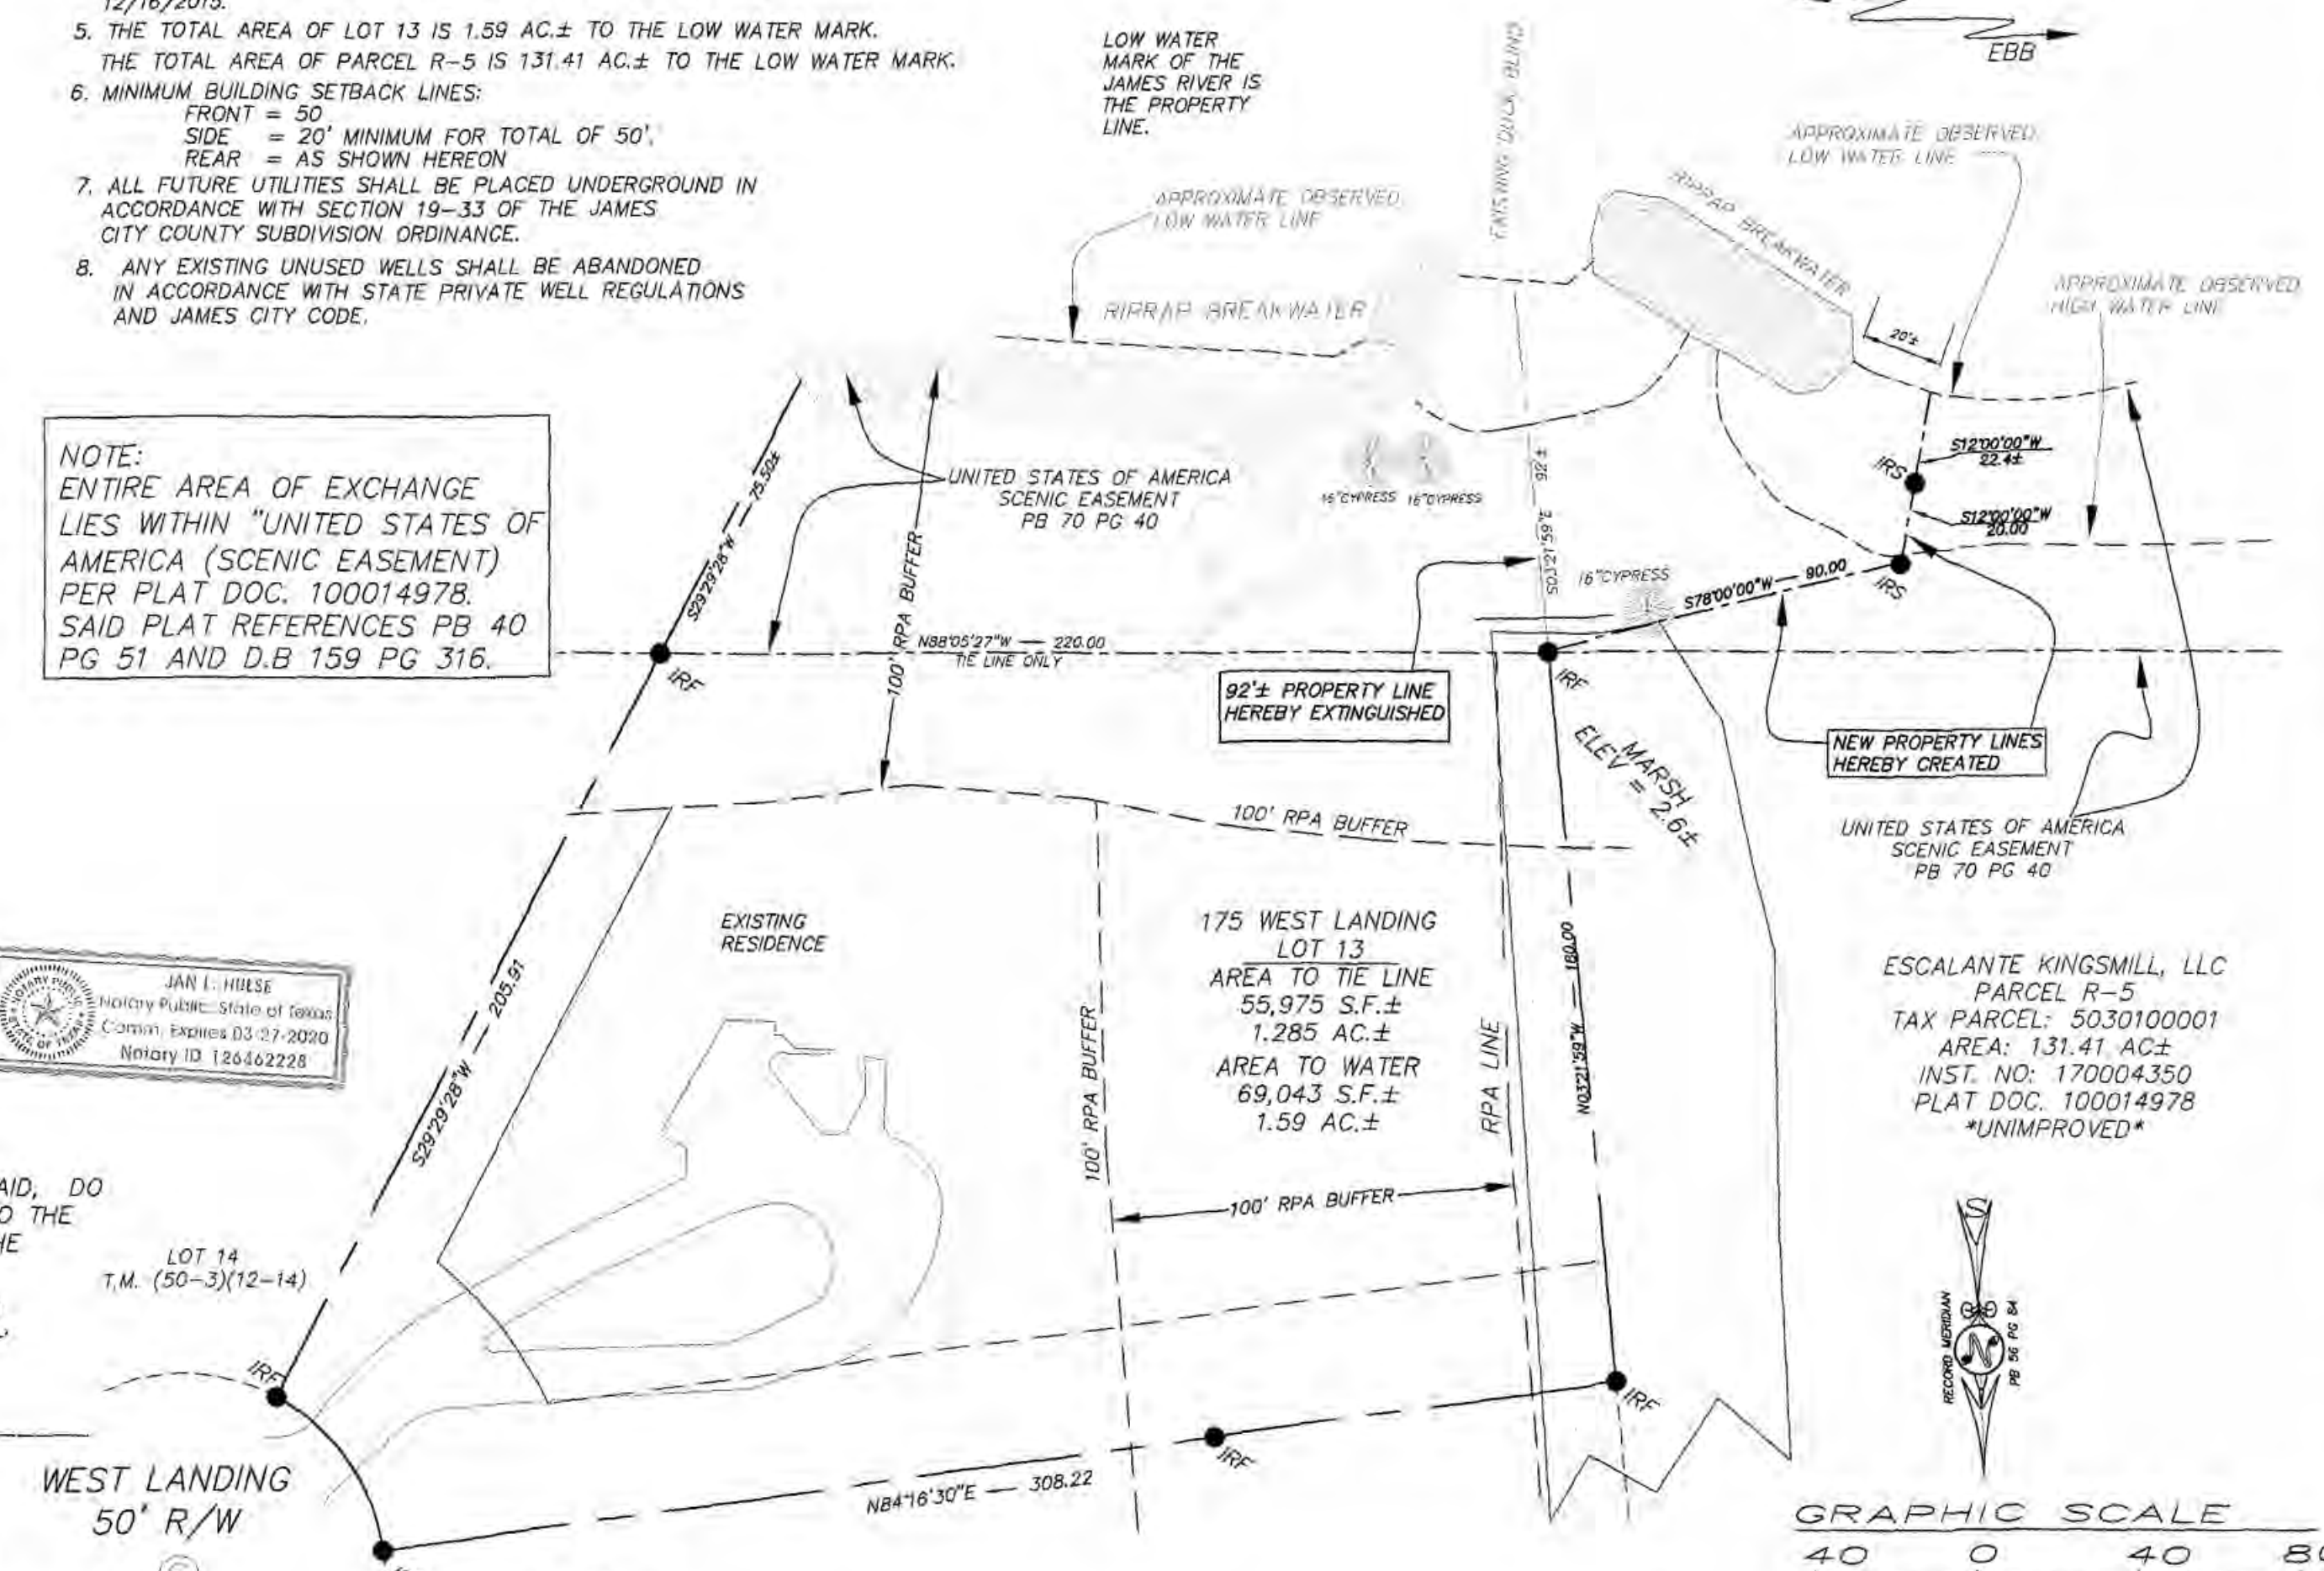 12/16/2015.
5. THE TOTAL AREA OF LOT 13 IS 1.59 AC.± TO THE LOW WATER MARK.
THE TOTAL AREA OF PARCEL R-5 IS 131.41 AC.± TO THE LOW WATER MARK.
6. MINIMUM BUILDING SETBACK LINES:
FRONT = 50
SIDE = 20' MINIMUM FOR TOTAL OF 50'.
REAR = AS SHOWN HEREON
7. ALL FUTURE UTILITIES SHALL BE PLACED UNDERGROUND IN
ACCORDANCE WITH SECTION 19-33 OF THE JAMES
CITY COUNTY SUBDIVISION ORDINANCE.
8. ANY EXISTING UNUSED WELLS SHALL BE ABANDONED
IN ACCORDANCE WITH STATE PRIVATE WELL REGULATIONS
AND JAMES CITY CODE.
LOW WATER
MARK OF THE
JAMES RIVER IS
THE PROPERTY
LINE.
EBB
EXISTING DUCK BLIND
APPROXIMATE OBSERVED
LOW WATER LINE
RIPRAP BREAKWATER
APPROXIMATE OBSERVED
LOW WATER LINE
RIPRAP BREAKWATER
20'±
APPROXIMATE OBSERVED
HIGH WATER LINE
NOTE:
ENTIRE AREA OF EXCHANGE
LIES WITHIN "UNITED STATES OF
AMERICA (SCENIC EASEMENT)
PER PLAT DOC. 100014978.
SAID PLAT REFERENCES PB 40
PG 51 AND D.B 159 PG 316.
S29°29'28"W — 75.50±
UNITED STATES OF AMERICA
SCENIC EASEMENT
PB 70 PG 40
100' RPA BUFFER
16"CYPRESS 16"CYPRESS
S03°21'59"E — 92'±
16"CYPRESS
S12°00'00"W
22.4±
IRS
S12°00'00"W
20.00
IRS
S78°00'00"W — 90.00
N88°05'27"W — 220.00
TIE LINE ONLY
IRF
IRF
92'± PROPERTY LINE
HEREBY EXTINGUISHED
MARSH
ELEV = 2.6±
NEW PROPERTY LINES
HEREBY CREATED
UNITED STATES OF AMERICA
SCENIC EASEMENT
PB 70 PG 40
100' RPA BUFFER
EXISTING
RESIDENCE
175 WEST LANDING
LOT 13
AREA TO TIE LINE
55,975 S.F.±
1.285 AC.±
AREA TO WATER
69,043 S.F.±
1.59 AC.±
100' RPA BUFFER
RPA LINE
N03°21'59"W — 180.00
100' RPA BUFFER
ESCALANTE KINGSMILL, LLC
PARCEL R-5
TAX PARCEL: 5030100001
AREA: 131.41 AC±
INST. NO: 170004350
PLAT DOC. 100014978
*UNIMPROVED*
NOTARY PUBLIC
STATE OF TEXAS
JAN L. HULSE
Notary Public, State of Texas
Comm. Expires 03-27-2020
Notary ID 126462228
S29°29'28"W — 205.91
AID, DO
O THE
HE
LOT 14
T.M. (50-3)(12-14)
IRF
WEST LANDING
50' R/W
N84°16'30"E — 308.22
IRF
IRF
S
N
RECORD MERIDIAN
PB 56 PG 84
GRAPHIC SCALE
40 0 40